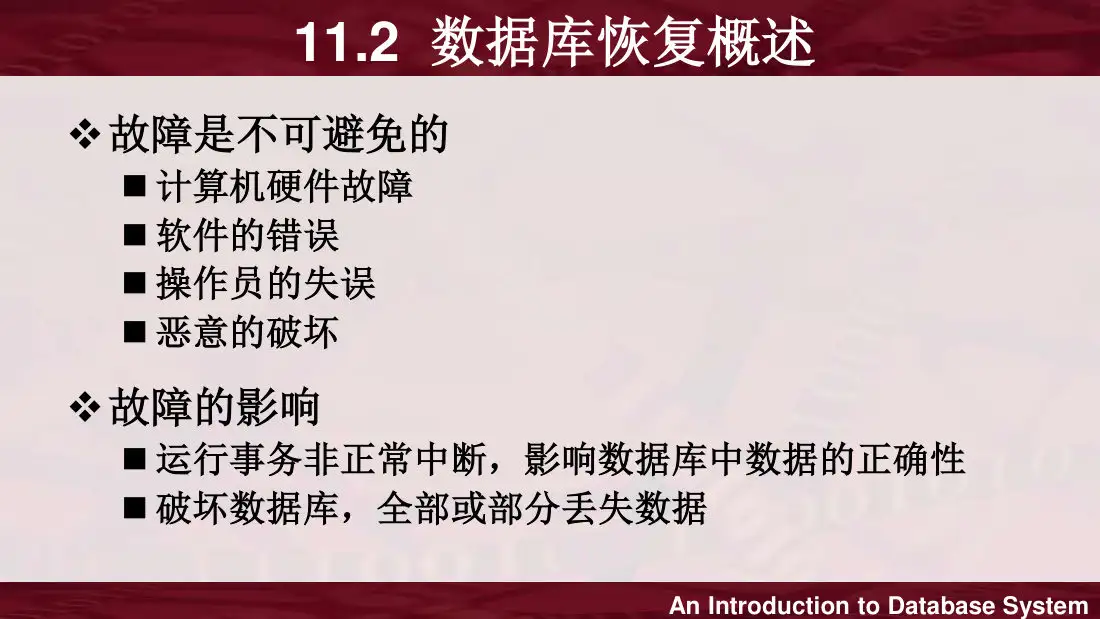 11.2 数据库恢复概述
❖故障是不可避免的
■ 计算机硬件故障
■ 软件的错误
■ 操作员的失误
■ 恶意的破坏
❖故障的影响
■ 运行事务非正常中断，影响数据库中数据的正确性
■ 破坏数据库，全部或部分丢失数据
An Introduction to Database System